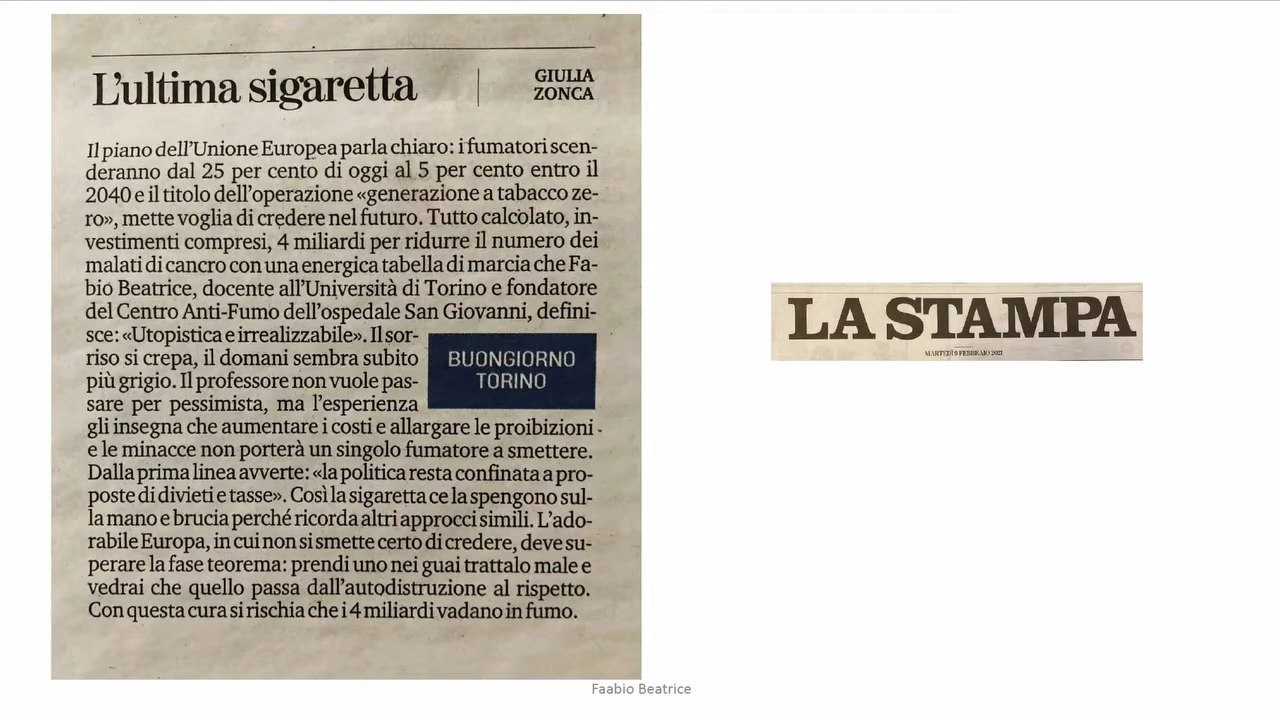 L'ultima sigaretta
GIULIA
ZONCA
Il piano dell'Unione Europea parla chiaro: i fumatori scen-
deranno dal 25 per cento di oggi al 5 per cento entro il
2040 e il titolo dell'operazione «generazione a tabacco ze-
ro», mette voglia di credere nel futuro. Tutto calcolato, in-
vestimenti compresi, 4 miliardi per ridurre il numero dei
malati di cancro con una energica tabella di marcia che Fa-
bio Beatrice, docente all'Università di Torino e fondatore
del Centro Anti-Fumo dell'ospedale San Giovanni, defini-
sce: «Utopistica e irrealizzabile». Il sor-
riso si crepa, il domani sembra subito
più grigio. Il professore non vuole pas-
sare per pessimista, ma l'esperienza
BUONGIORNO
TORINO
gli insegna che aumentare i costi e allargare le proibizioni
e le minacce non porterà un singolo fumatore a smettere.
Dalla prima linea avverte: «la politica resta confinata a pro-
poste di divieti e tasse». Così la sigaretta ce la spengono sul-
la mano e brucia perché ricorda altri approcci simili. L'ado-
rabile Europa, in cui non si smette certo di credere, deve su-
perare la fase teorema: prendi uno nei guai trattalo male e
vedrai che quello passa dall'autodistruzione al rispetto.
Con questa cura si rischia che i 4 miliardi vadano in fumo.
LA STAMPA
MARTEDÌ 9 FEBBRAIO 2021
Faabio Beatrice